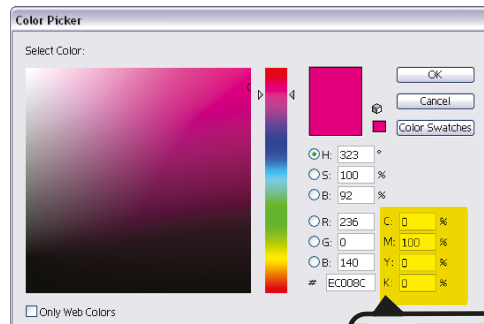 Color Picker
Select Color:
OK
Cancel
Color Swatches
H: 323 °
S: 100 %
B: 92 %
R: 236 C: 0 %
G: 0 M: 100 %
B: 140 Y: 0 %
# EC008C K: 0 %
Only Web Colors